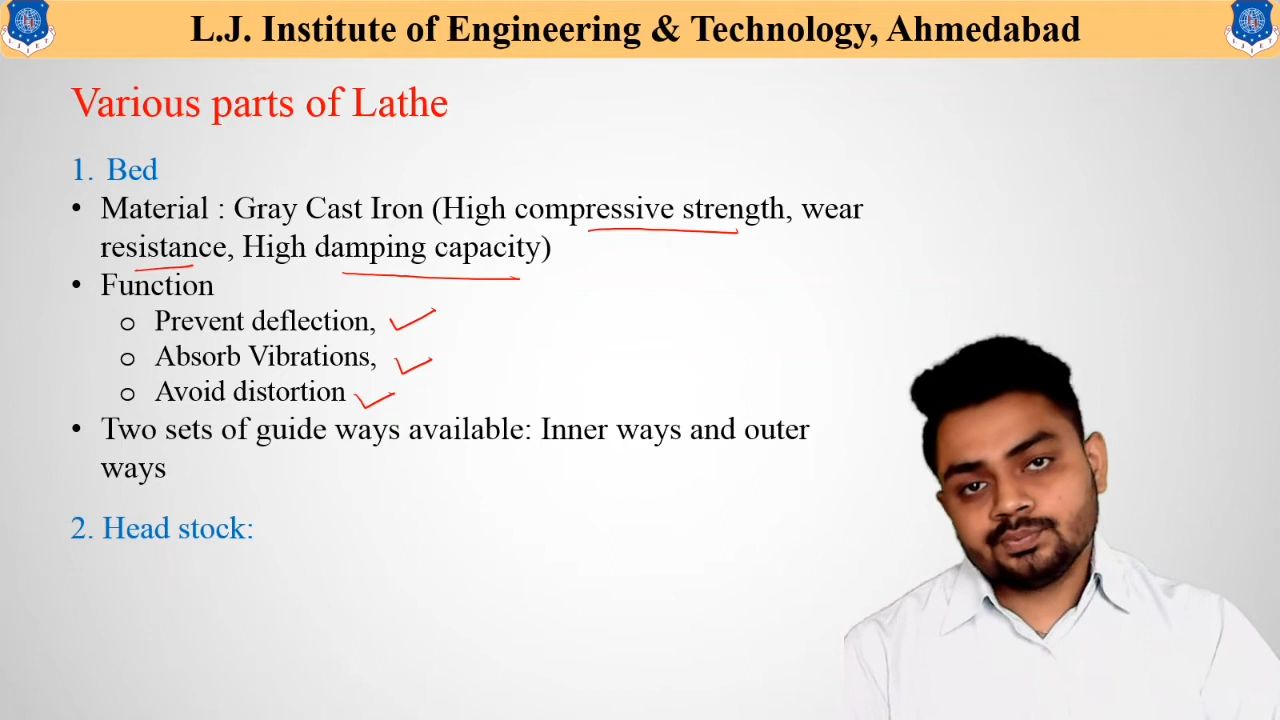 L.J. Institute of Engineering & Technology, Ahmedabad
Various parts of Lathe
1. Bed
• Material : Gray Cast Iron (High compressive strength, wear
resistance, High damping capacity)
• Function
o Prevent deflection,
o Absorb Vibrations,
o Avoid distortion
• Two sets of guide ways available: Inner ways and outer
ways
2. Head stock: